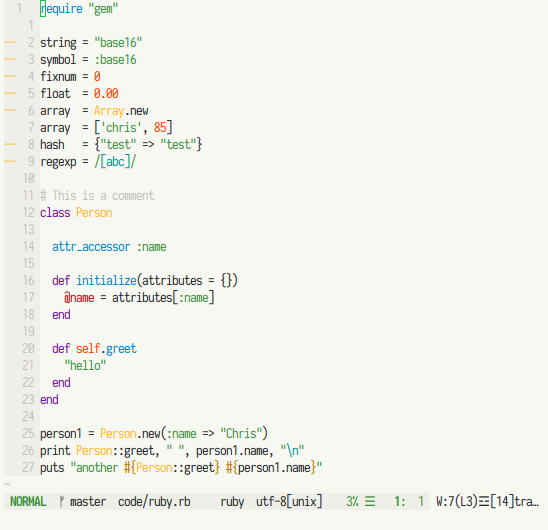 1 require "gem"
1
-- 2 string = "base16"
-- 3 symbol = :base16
-- 4 fixnum = 0
-- 5 float  = 0.00
-- 6 array  = Array.new
7 array  = ['chris', 85]
-- 8 hash   = {"test" => "test"}
-- 9 regexp = /[abc]/
10
11 # This is a comment
12 class Person
13
14   attr_accessor :name
15
16   def initialize(attributes = {})
17     @name = attributes[:name]
18   end
19
20   def self.greet
21     "hello"
22   end
23 end
24
25 person1 = Person.new(:name => "Chris")
26 print Person::greet, " ", person1.name, "\n"
27 puts "another #{Person::greet} #{person1.name}"
~
NORMAL ᚠ master code/ruby.rb ruby utf-8[unix] 3% ☰ 1: 1 W:7(L3)☲[14]tra…